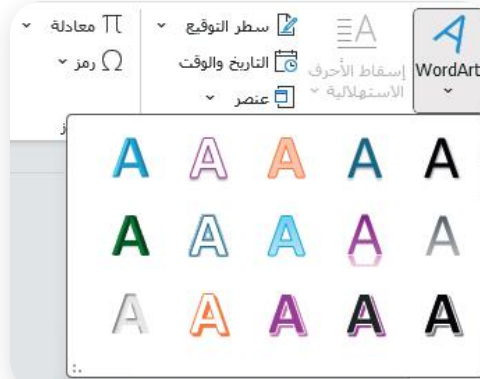 WordArt
إسقاط الأحرف
الاستهلالية
سطر التوقيع
التاريخ والوقت
عنصر
π معادلة
Ω رمز
A A A A A
A A A A A
A A A A A